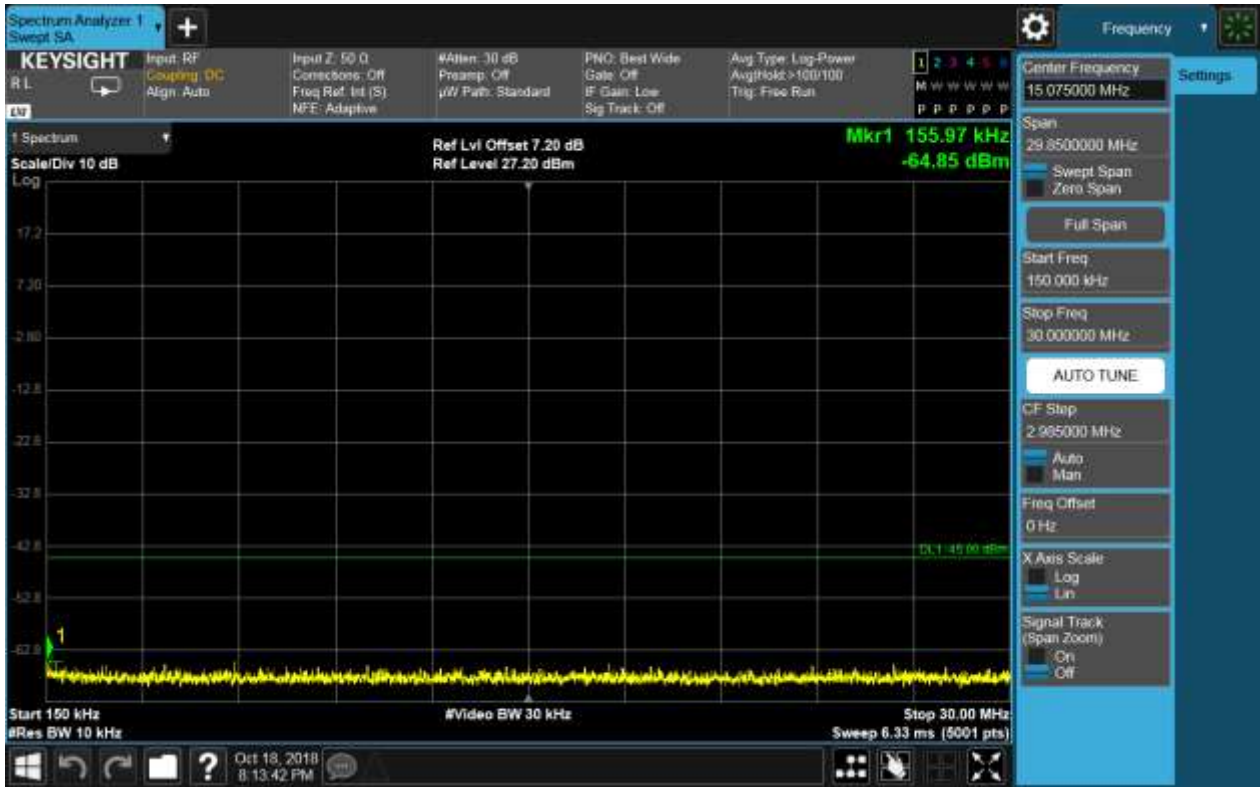 Spectrum Analyzer 1
Swept SA
+
Frequency
KEYSIGHT
R L
Input: RF
Coupling: DC
Align: Auto
Input Z: 50 Ω
Corrections: Off
Freq Ref: Int (S)
NFE: Adaptive
#Atten: 30 dB
Preamp: Off
µW Path: Standard
PNO: Best Wide
Gate: Off
IF Gain: Low
Sig Track: Off
Avg Type: Log-Power
Avg|Hold:>100/100
Trig: Free Run
1 2 3 4 5 6
M W W W W W
P P P P P P
1 Spectrum
Scale/Div 10 dB
Log
Ref Lvl Offset 7.20 dB
Ref Level 27.20 dBm
Mkr1 155.97 kHz
-64.85 dBm
17.2
7.20
-2.80
-12.8
-22.8
-32.8
-42.8
-52.8
-62.8
DL1 -45.00 dBm
1
Start 150 kHz
#Res BW 10 kHz
#Video BW 30 kHz
Stop 30.00 MHz
Sweep 6.33 ms (5001 pts)
Center Frequency
15.075000 MHz
Settings
Span
29.8500000 MHz
Swept Span
Zero Span
Full Span
Start Freq
150.000 kHz
Stop Freq
30.000000 MHz
AUTO TUNE
CF Step
2.985000 MHz
Auto
Man
Freq Offset
0 Hz
X Axis Scale
Log
Lin
Signal Track
(Span Zoom)
On
Off
?
Oct 18, 2018
8:13:42 PM